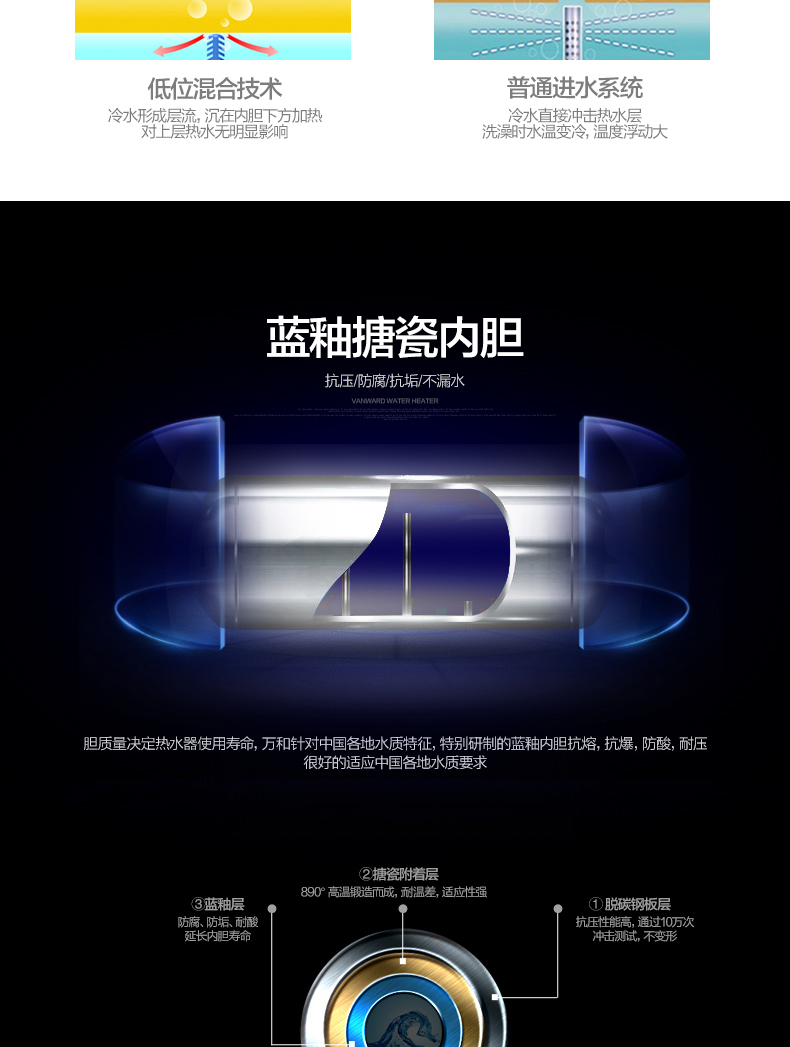 低位混合技术
冷水形成层流, 沉在内胆下方加热
对上层热水无明显影响
普通进水系统
冷水直接冲击热水层
洗澡时水温变冷, 温度浮动大
蓝釉搪瓷内胆
抗压/防腐/抗垢/不漏水
VANWARD WATER HEATER
胆质量决定热水器使用寿命, 万和针对中国各地水质特征, 特别研制的蓝釉内胆抗熔, 抗爆, 防酸, 耐压
很好的适应中国各地水质要求
②搪瓷附着层
890° 高温锻造而成, 耐温差, 适应性强
③蓝釉层
防腐、防垢、耐酸
延长内胆寿命
① 脱碳钢板层
抗压性能高, 通过10万次
冲击测试, 不变形